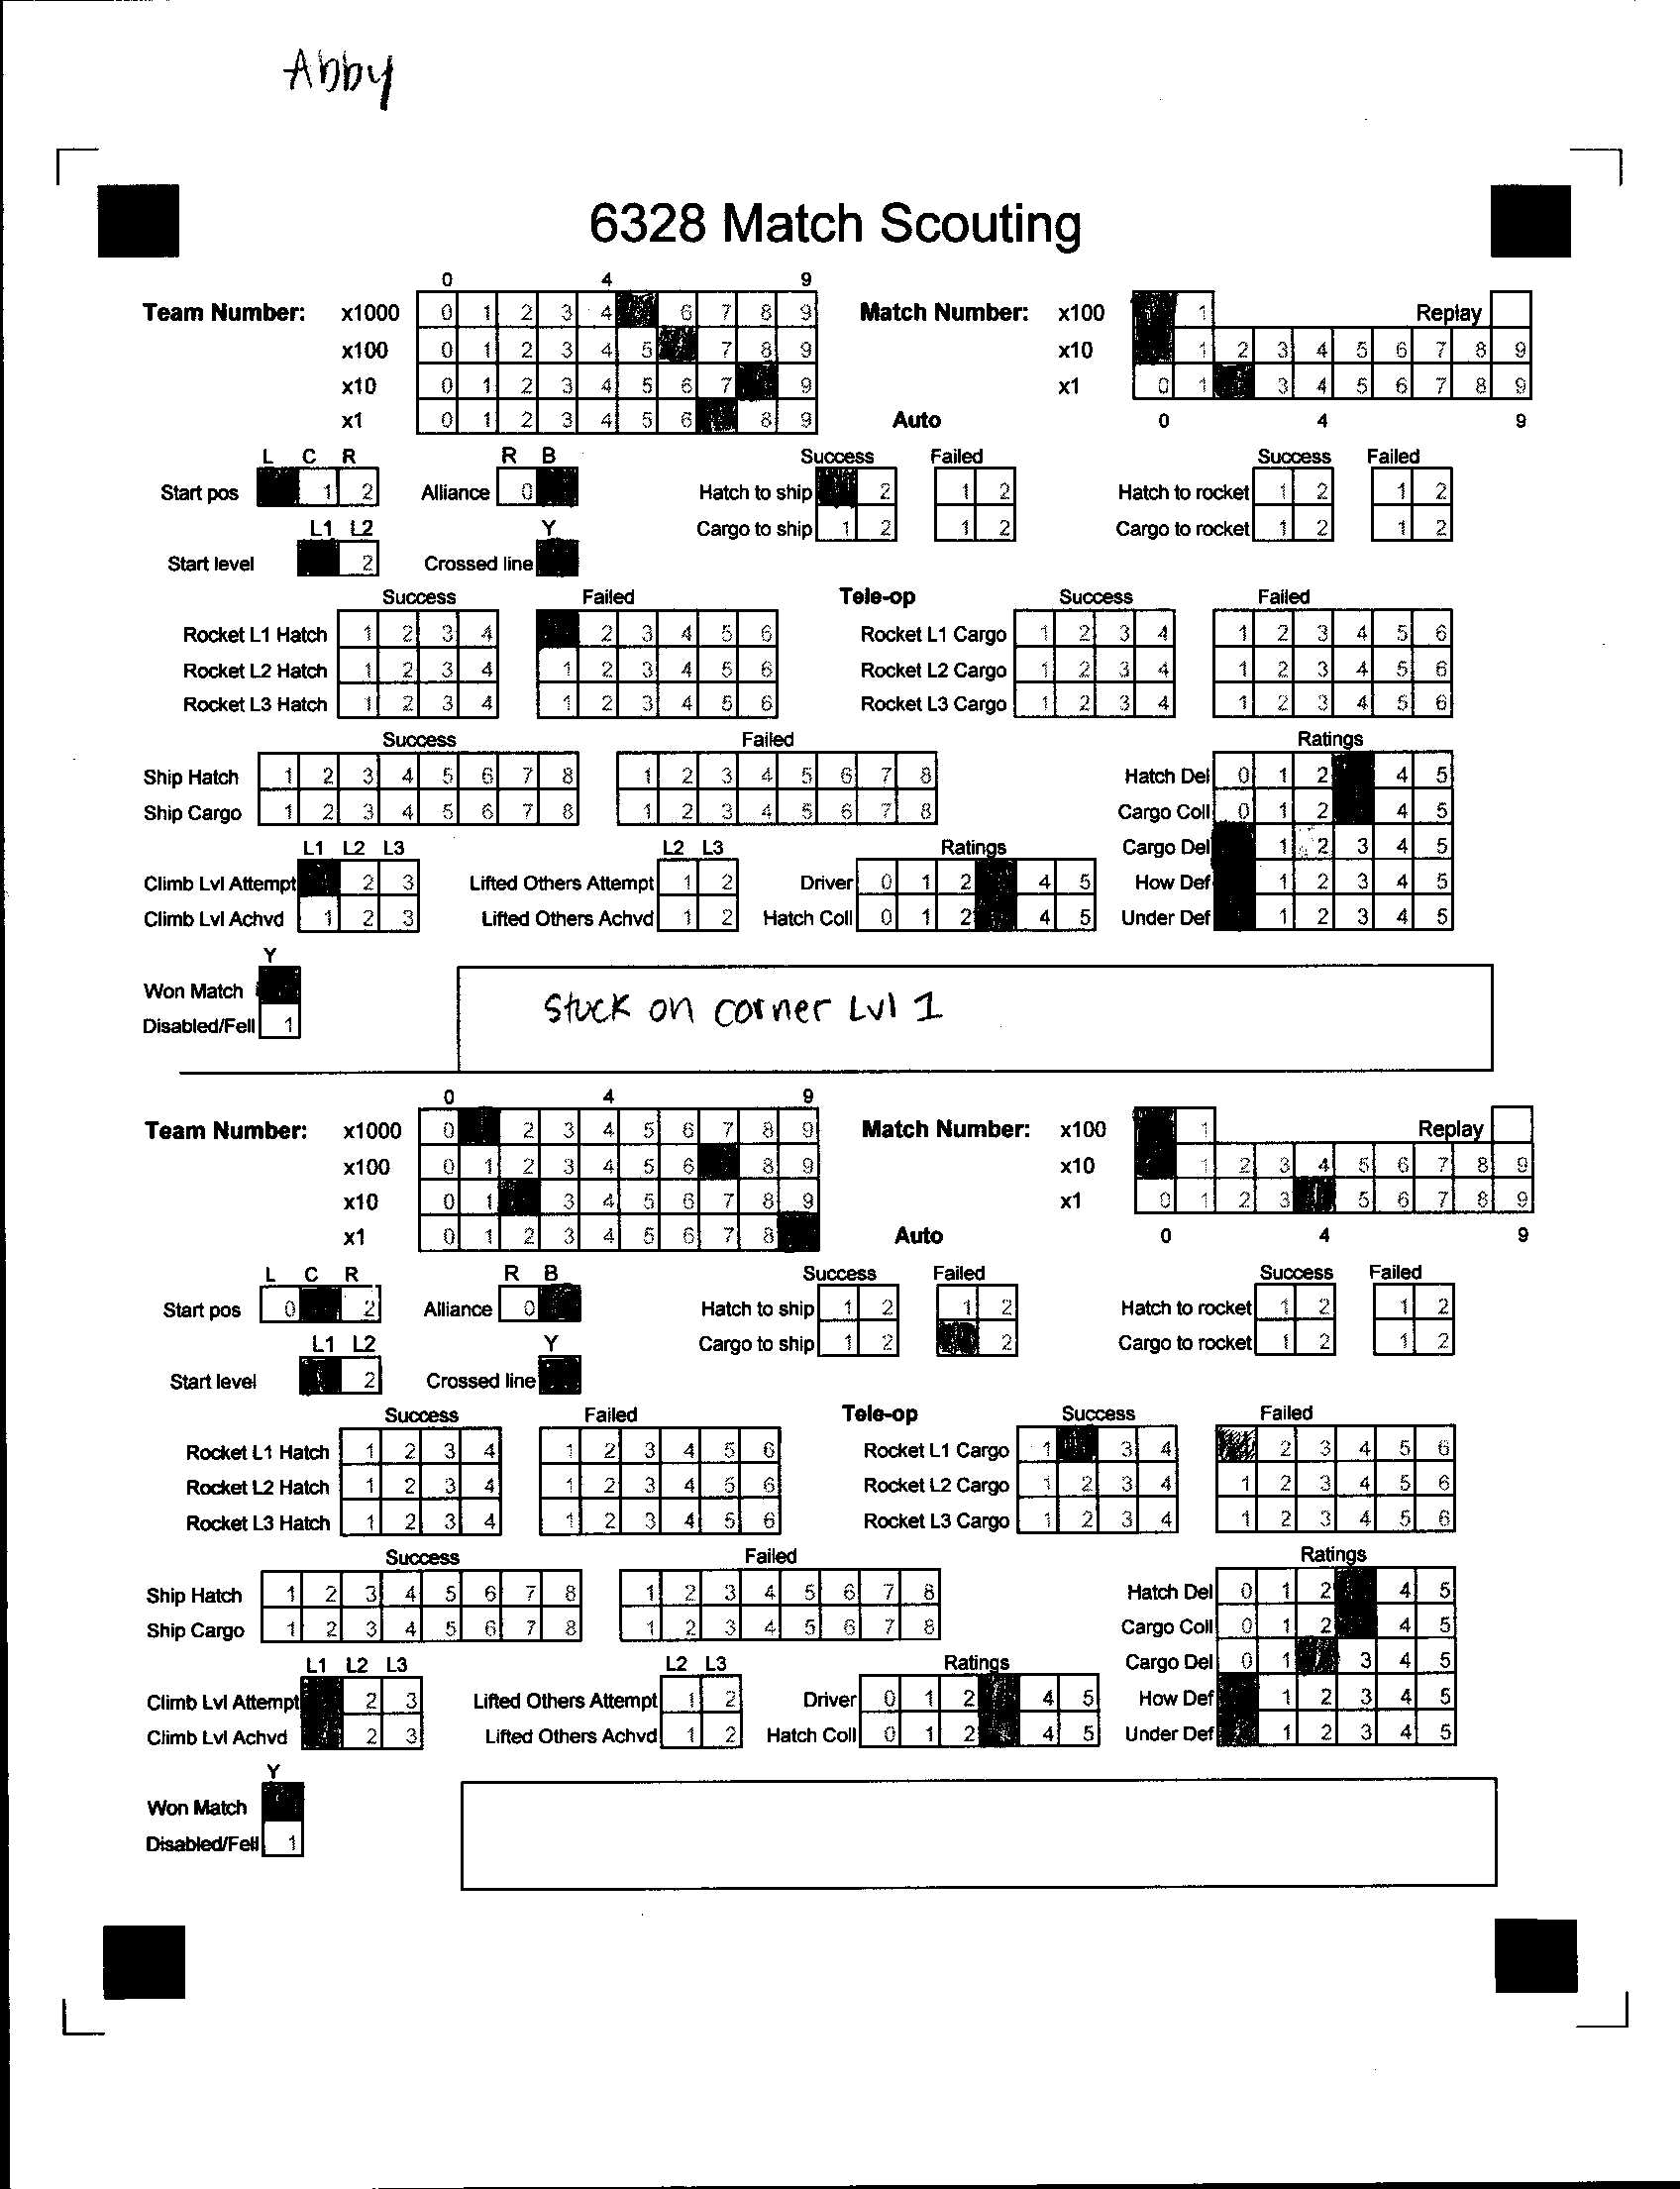 Abby
6328 Match Scouting
0 4 9
Team Number: x1000 0 1 2 3 4 6 7 8 9 Match Number: x100 1 Replay
x100 0 1 2 3 4 5 7 8 9 x10 1 2 3 4 5 6 7 8 9
x10 0 1 2 3 4 5 6 7 9 x1 0 1 3 4 5 6 7 8 9
x1 0 1 2 3 4 5 6 8 9 Auto 0 4 9
L C R R B Success Failed Success Failed
Start pos 1 2 Alliance 0 Hatch to ship 2 1 2 Hatch to rocket 1 2 1 2
L1 L2 Y Cargo to ship 1 2 1 2 Cargo to rocket 1 2 1 2
Start level 2 Crossed line
Success Failed Tele-op Success Failed
Rocket L1 Hatch 1 2 3 4 2 3 4 5 6 Rocket L1 Cargo 1 2 3 4 1 2 3 4 5 6
Rocket L2 Hatch 1 2 3 4 1 2 3 4 5 6 Rocket L2 Cargo 1 2 3 4 1 2 3 4 5 6
Rocket L3 Hatch 1 2 3 4 1 2 3 4 5 6 Rocket L3 Cargo 1 2 3 4 1 2 3 4 5 6
Success Failed Ratings
Ship Hatch 1 2 3 4 5 6 7 8 1 2 3 4 5 6 7 8 Hatch Del 0 1 2 4 5
Ship Cargo 1 2 3 4 5 6 7 8 1 2 3 4 5 6 7 8 Cargo Coll 0 1 2 4 5
L1 L2 L3 L2 L3 Ratings Cargo Del 1 2 3 4 5
Climb Lvl Attempt 2 3 Lifted Others Attempt 1 2 Driver 0 1 2 4 5 How Def 1 2 3 4 5
Climb Lvl Achvd 1 2 3 Lifted Others Achvd 1 2 Hatch Coll 0 1 2 4 5 Under Def 1 2 3 4 5
Y
Won Match
Disabled/Fell 1
Stuck on corner Lvl 1
0 4 9
Team Number: x1000 0 2 3 4 5 6 7 8 9 Match Number: x100 1 Replay
x100 0 1 2 3 4 5 6 8 9 x10 1 2 3 4 5 6 7 8 9
x10 0 1 3 4 5 6 7 8 9 x1 0 1 2 3 5 6 7 8 9
x1 0 1 2 3 4 5 6 7 8 Auto 0 4 9
L C R R B Success Failed Success Failed
Start pos 0 2 Alliance 0 Hatch to ship 1 2 1 2 Hatch to rocket 1 2 1 2
L1 L2 Y Cargo to ship 1 2 2 Cargo to rocket 1 2 1 2
Start level 2 Crossed line
Success Failed Tele-op Success Failed
Rocket L1 Hatch 1 2 3 4 1 2 3 4 5 6 Rocket L1 Cargo 1 3 4 2 3 4 5 6
Rocket L2 Hatch 1 2 3 4 1 2 3 4 5 6 Rocket L2 Cargo 1 2 3 4 1 2 3 4 5 6
Rocket L3 Hatch 1 2 3 4 1 2 3 4 5 6 Rocket L3 Cargo 1 2 3 4 1 2 3 4 5 6
Success Failed Ratings
Ship Hatch 1 2 3 4 5 6 7 8 1 2 3 4 5 6 7 8 Hatch Del 0 1 2 4 5
Ship Cargo 1 2 3 4 5 6 7 8 1 2 3 4 5 6 7 8 Cargo Coll 0 1 2 4 5
L1 L2 L3 L2 L3 Ratings Cargo Del 0 1 3 4 5
Climb Lvl Attempt 2 3 Lifted Others Attempt 1 2 Driver 0 1 2 4 5 How Def 1 2 3 4 5
Climb Lvl Achvd 2 3 Lifted Others Achvd 1 2 Hatch Coll 0 1 2 4 5 Under Def 1 2 3 4 5
Y
Won Match
Disabled/Fell 1